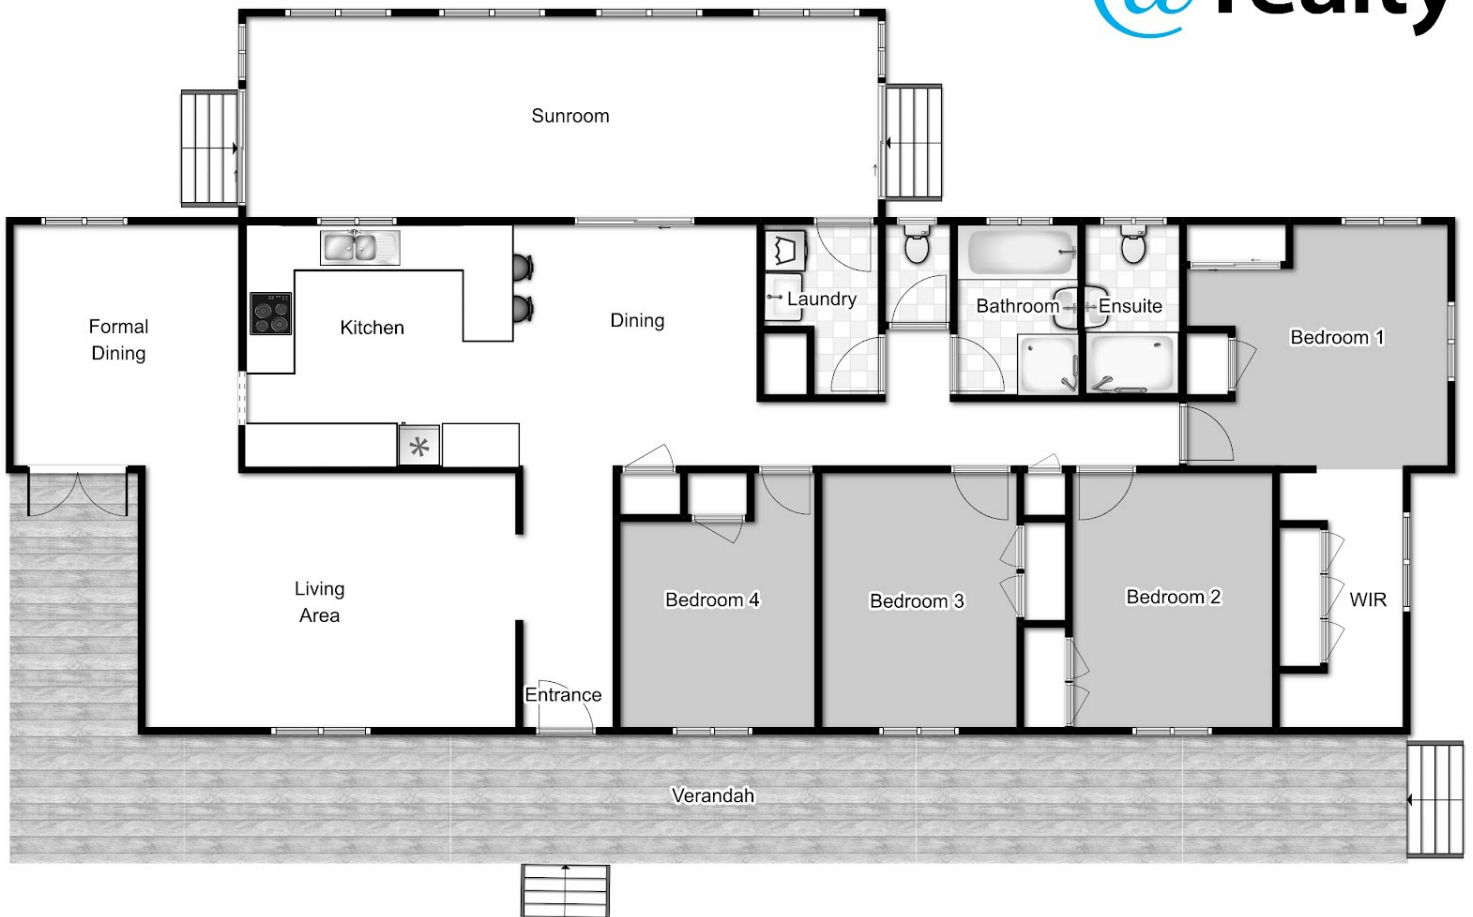 @realty
Sunroom
Formal
Dining
Kitchen
Dining
Laundry
Bathroom
Ensuite
Bedroom 1
Living
Area
Entrance
Bedroom 4
Bedroom 3
Bedroom 2
WIR
Verandah